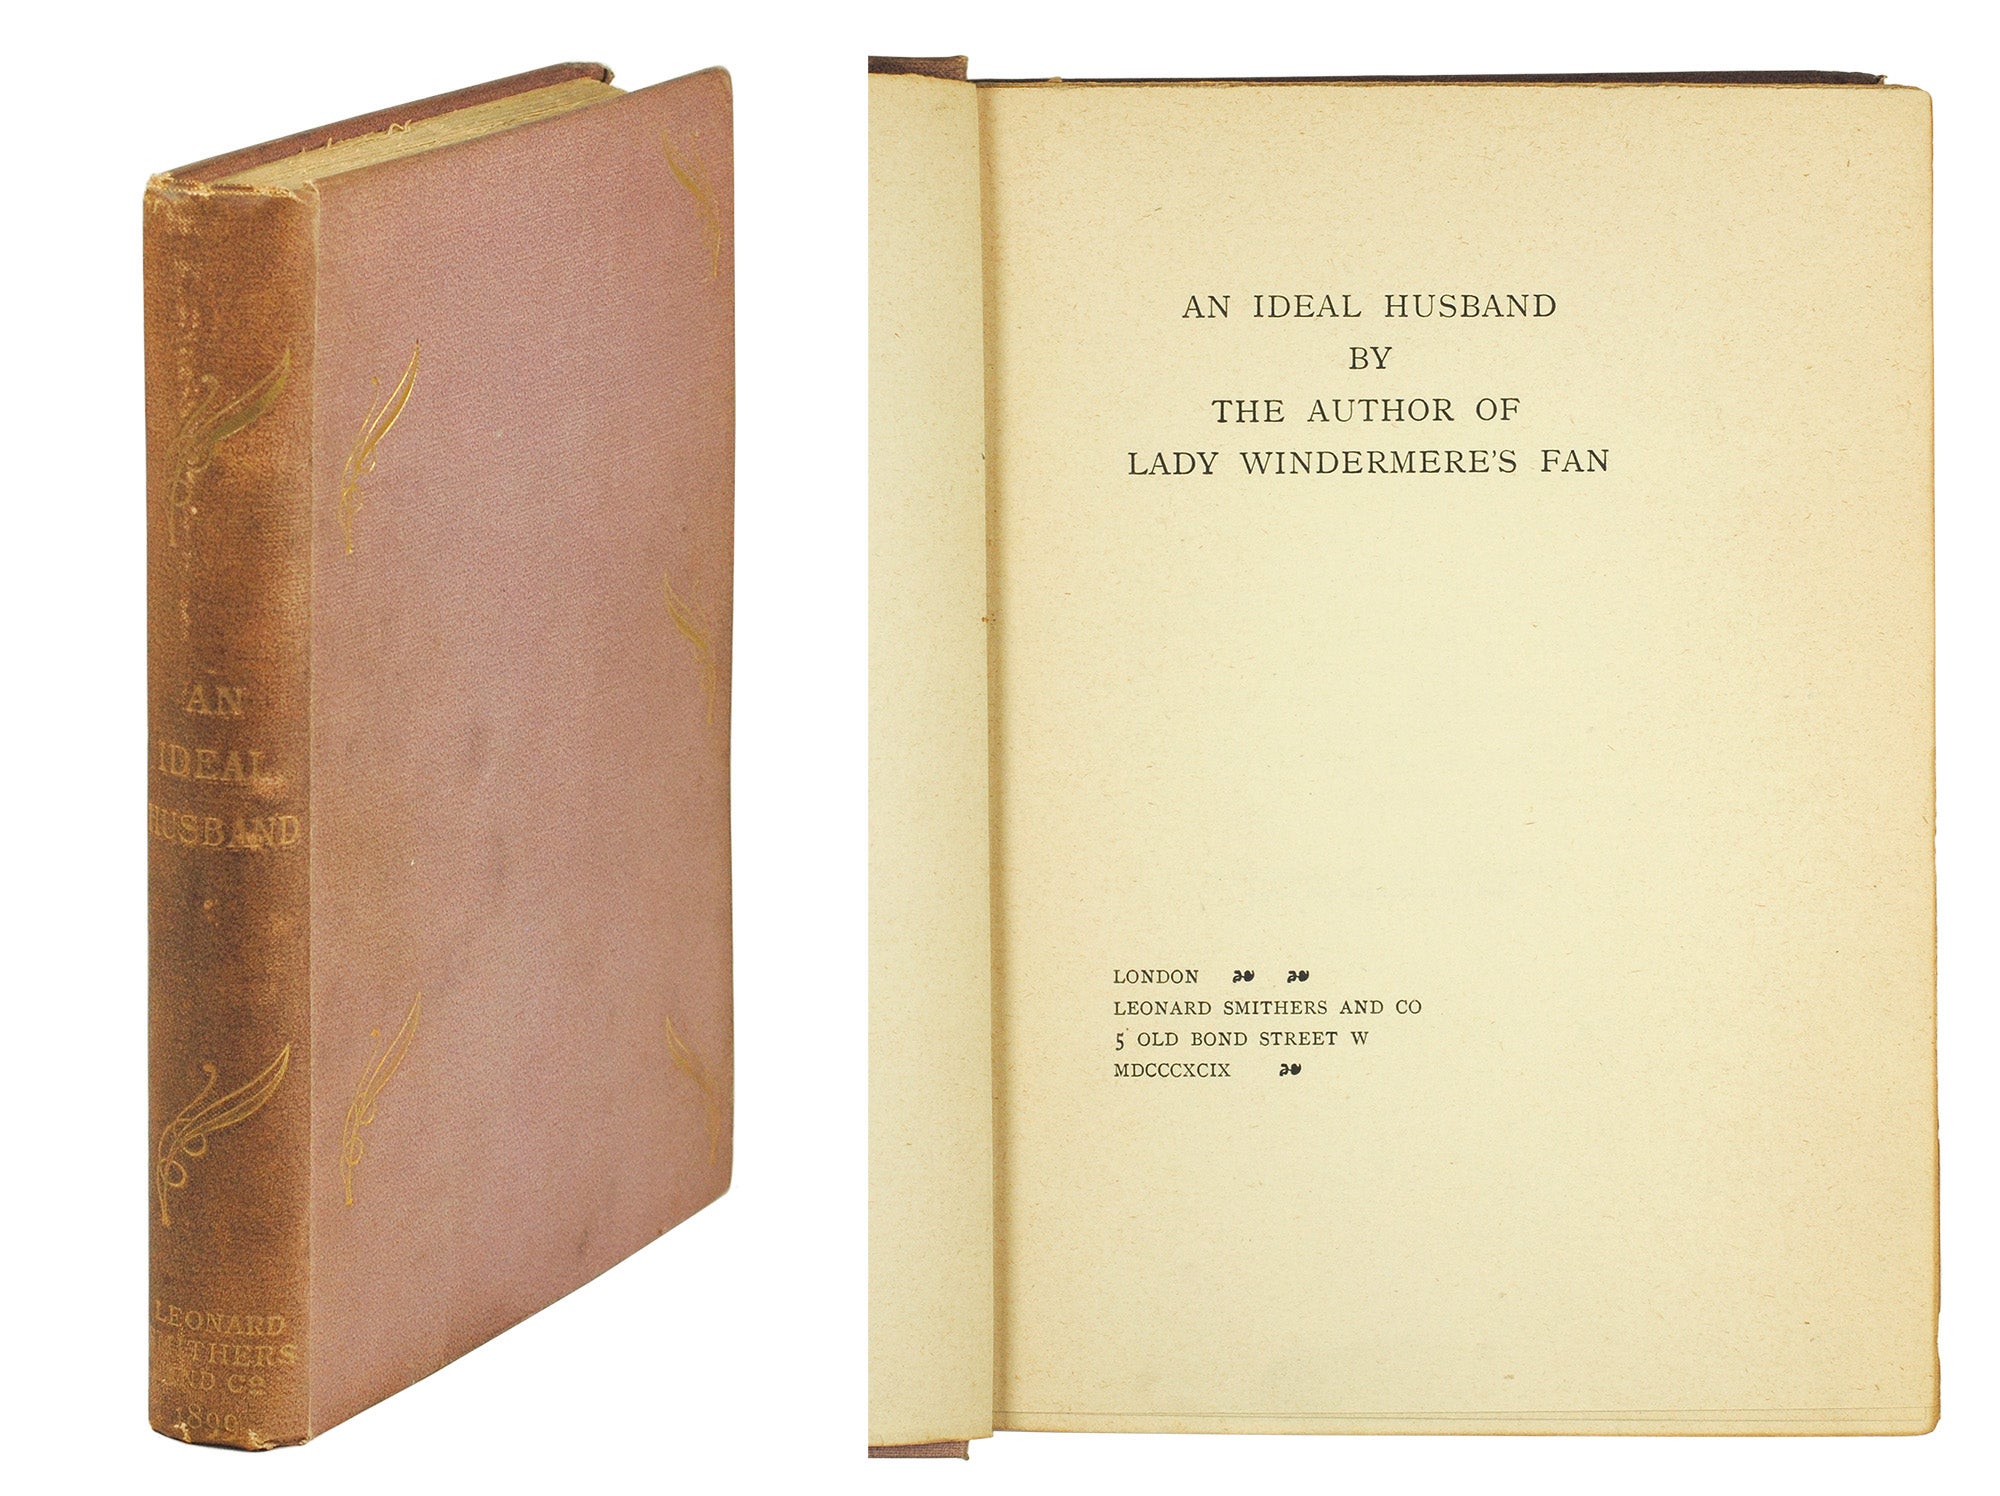 AN
IDEAL
HUSBAND
LEONARD
SMITHERS
AND CO
1899
AN IDEAL HUSBAND
BY
THE AUTHOR OF
LADY WINDERMERE'S FAN
LONDON
LEONARD SMITHERS AND CO
5 OLD BOND STREET W
MDCCCXCIX